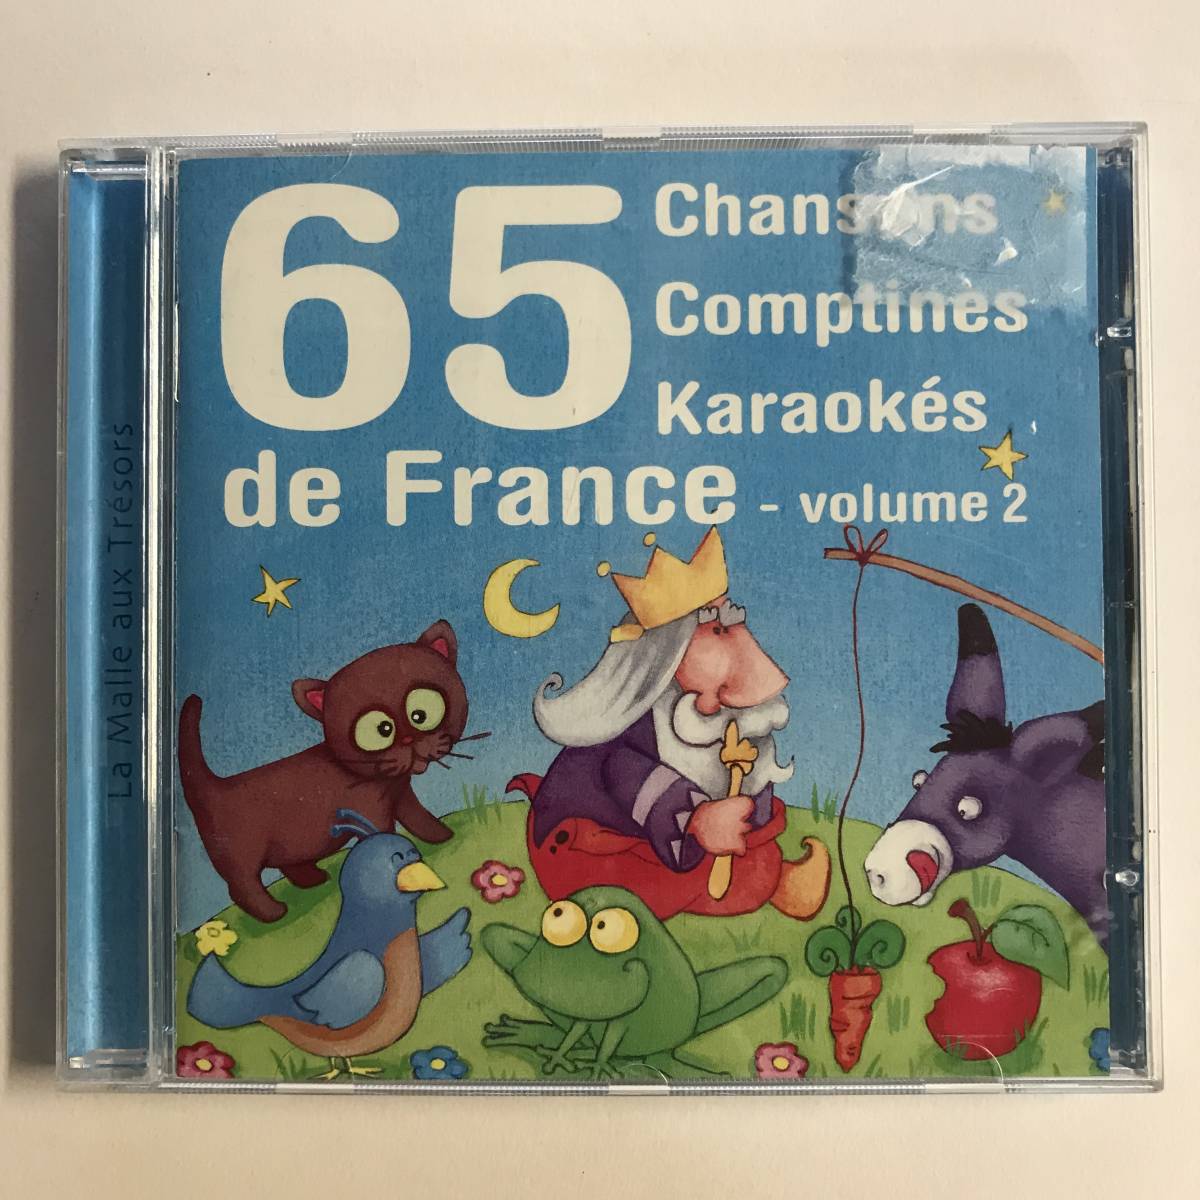 65
Chansons
Comptines
Karaokés
de France - volume 2
La Malle aux Trésors